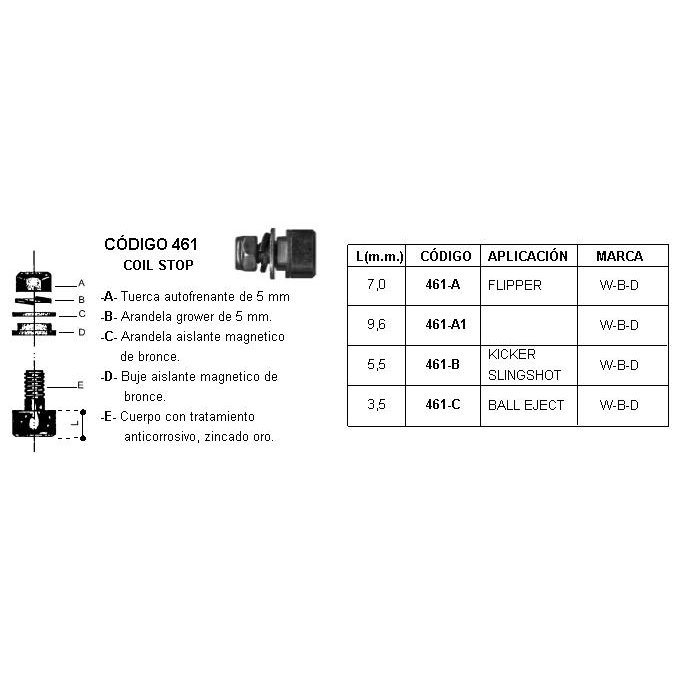 CÓDIGO 461
COIL STOP
-A- Tuerca autofrenante de 5 mm
-B- Arandela grower de 5 mm.
-C- Arandela aislante magnetico
de bronce.
-D- Buje aislante magnetico de
bronce.
-E- Cuerpo con tratamiento
anticorrosivo, zincado oro.
A
B
C
D
E
L
L(m.m.) CÓDIGO APLICACIÓN MARCA
7,0 461-A FLIPPER W-B-D
9,6 461-A1 W-B-D
5,5 461-B KICKER SLINGSHOT W-B-D
3,5 461-C BALL EJECT W-B-D